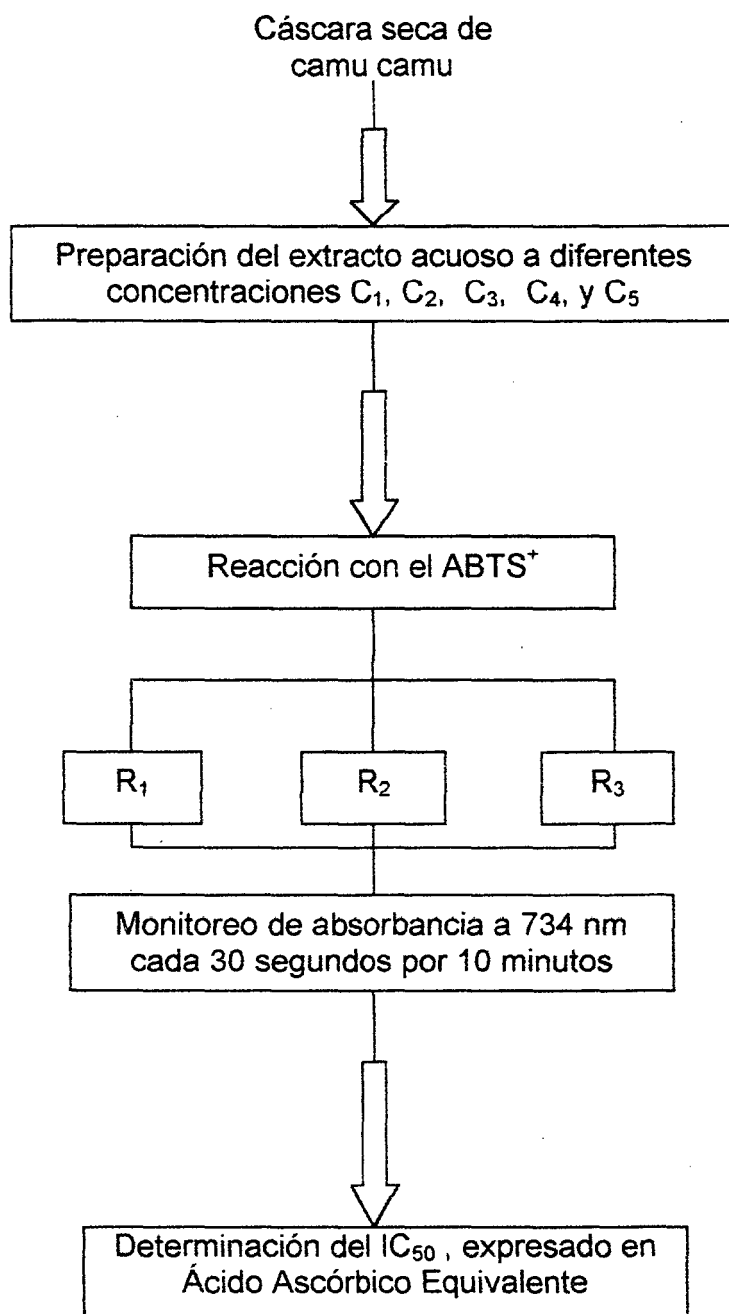 Cáscara seca de
camu camu
Preparación del extracto acuoso a diferentes
concentraciones C₁, C₂, C₃, C₄, y C₅
Reacción con el ABTS⁺
R₁ R₂ R₃
Monitoreo de absorbancia a 734 nm
cada 30 segundos por 10 minutos
Determinación del IC₅₀ , expresado en
Ácido Ascórbico Equivalente